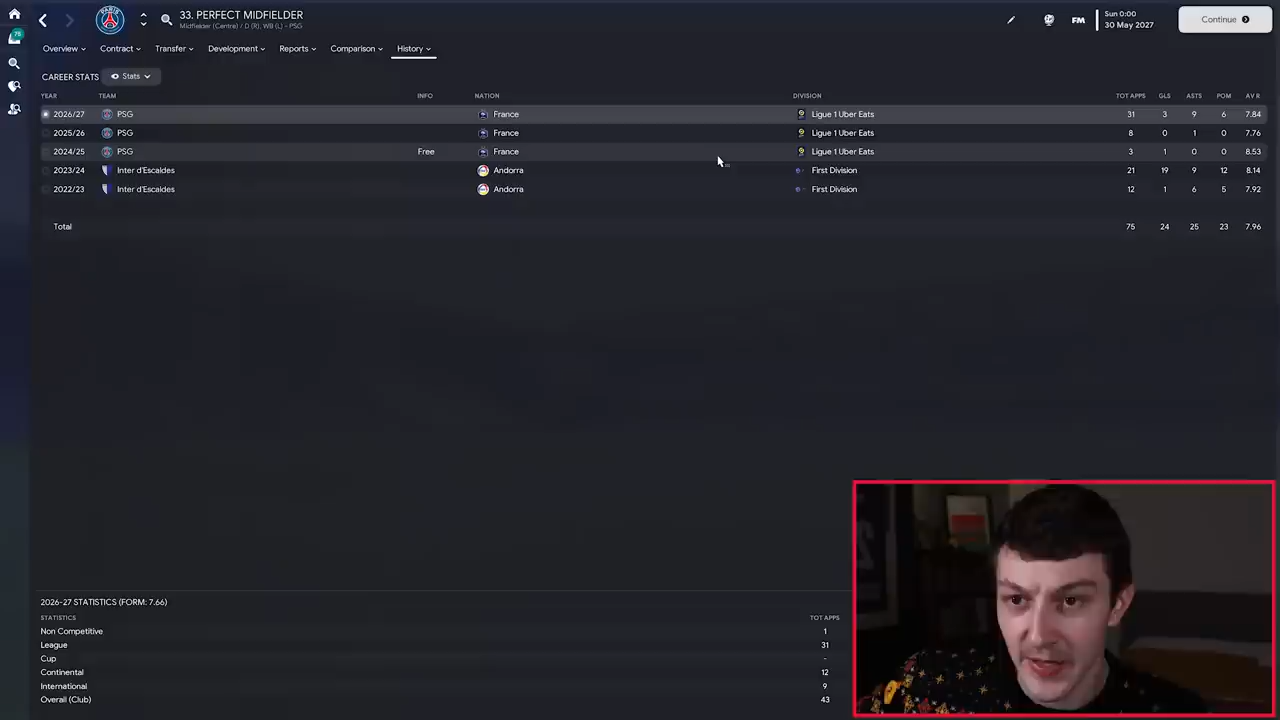 33. PERFECT MIDFIELDER
Midfielder (Centre) / D (R), WB (L) - PSG
FM
Sun 0:00
30 May 2027
Continue
75
Overview
Contract
Transfer
Development
Reports
Comparison
History
CAREER STATS
Stats
YEAR TEAM INFO NATION DIVISION TOT APPS GLS ASTS POM AV R
2026/27 PSG France Ligue 1 Uber Eats 31 3 9 6 7.84
2025/26 PSG France Ligue 1 Uber Eats 8 0 1 0 7.76
2024/25 PSG Free France Ligue 1 Uber Eats 3 1 0 0 8.53
2023/24 Inter d'Escaldes Andorra First Division 21 19 9 12 8.14
2022/23 Inter d'Escaldes Andorra First Division 12 1 6 5 7.92
Total 75 24 25 23 7.96
2026-27 STATISTICS (FORM: 7.66)
STATISTICS TOT APPS
Non Competitive 1
League 31
Cup -
Continental 12
International 9
Overall (Club) 43